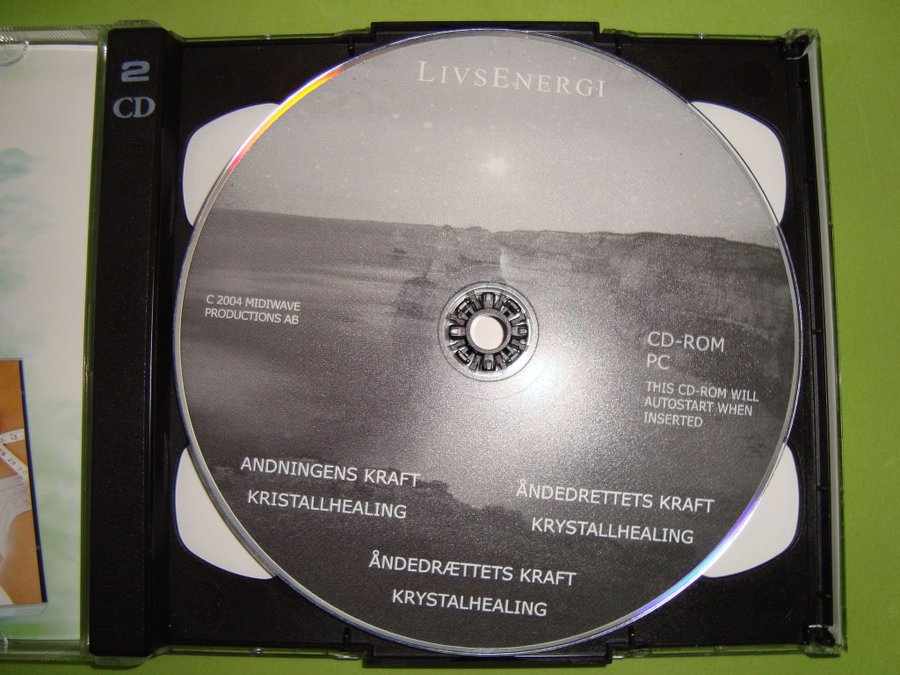 2
CD
LIVSENERGI
C 2004 MIDIWAVE
PRODUCTIONS AB
CD-ROM
PC
THIS CD-ROM WILL
AUTOSTART WHEN
INSERTED
ANDNINGENS KRAFT
KRISTALLHEALING
ÅNDEDRETTETS KRAFT
KRYSTALLHEALING
ÅNDEDRÆTTETS KRAFT
KRYSTALHEALING